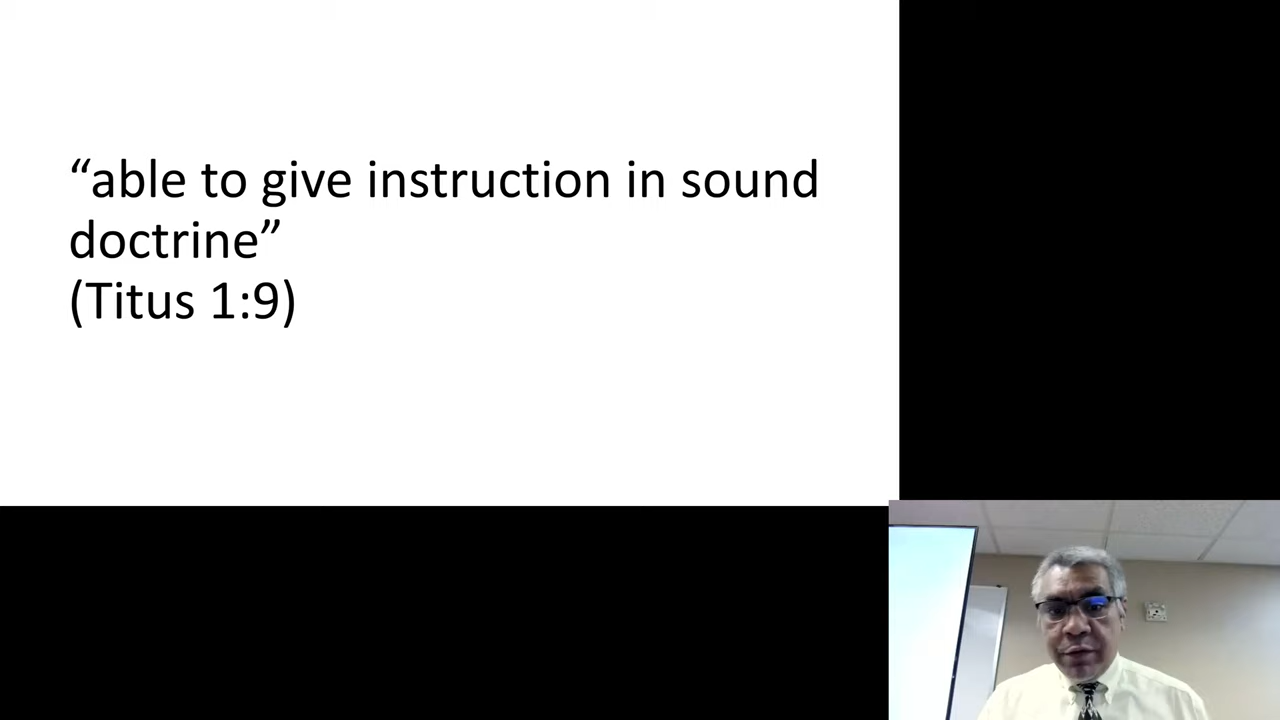 “able to give instruction in sound
doctrine”
(Titus 1:9)